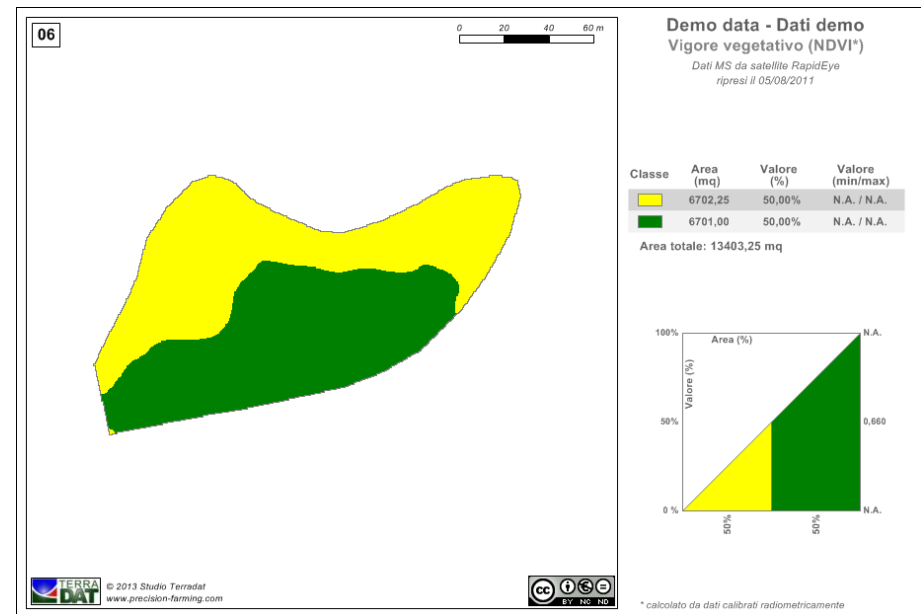 06
0 20 40 60 m
Demo data - Dati demo
Vigore vegetativo (NDVI*)
Dati MS da satellite RapidEye
ripresi il 05/08/2011
Classe Area (mq) Valore (%) Valore (min/max)
6702,25 50,00% N.A. / N.A.
6701,00 50,00% N.A. / N.A.
Area totale: 13403,25 mq
100% Area (%) N.A.
Valore (%)
50% 0,660
0 % N.A.
50% 50%
TERRA DAT
© 2013 Studio Terradat
www.precision-farming.com
cc BY NC ND
* calcolato da dati calibrati radiometricamente